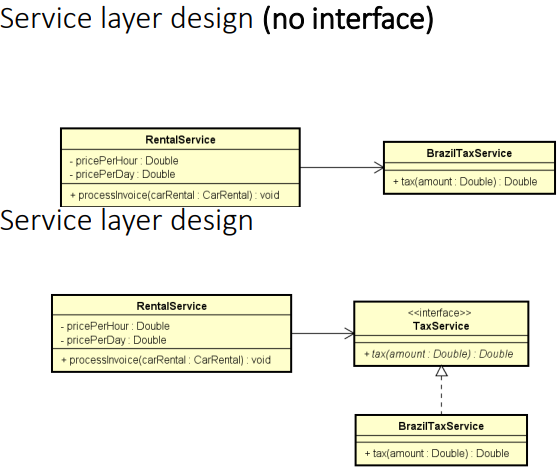 Service layer design (no interface)
RentalService
- pricePerHour : Double
- pricePerDay : Double
+ processInvoice(carRental : CarRental) : void
BrazilTaxService
+ tax(amount : Double) : Double
Service layer design
RentalService
- pricePerHour : Double
- pricePerDay : Double
+ processInvoice(carRental : CarRental) : void
<<interface>>
TaxService
+ tax(amount : Double) : Double
BrazilTaxService
+ tax(amount : Double) : Double